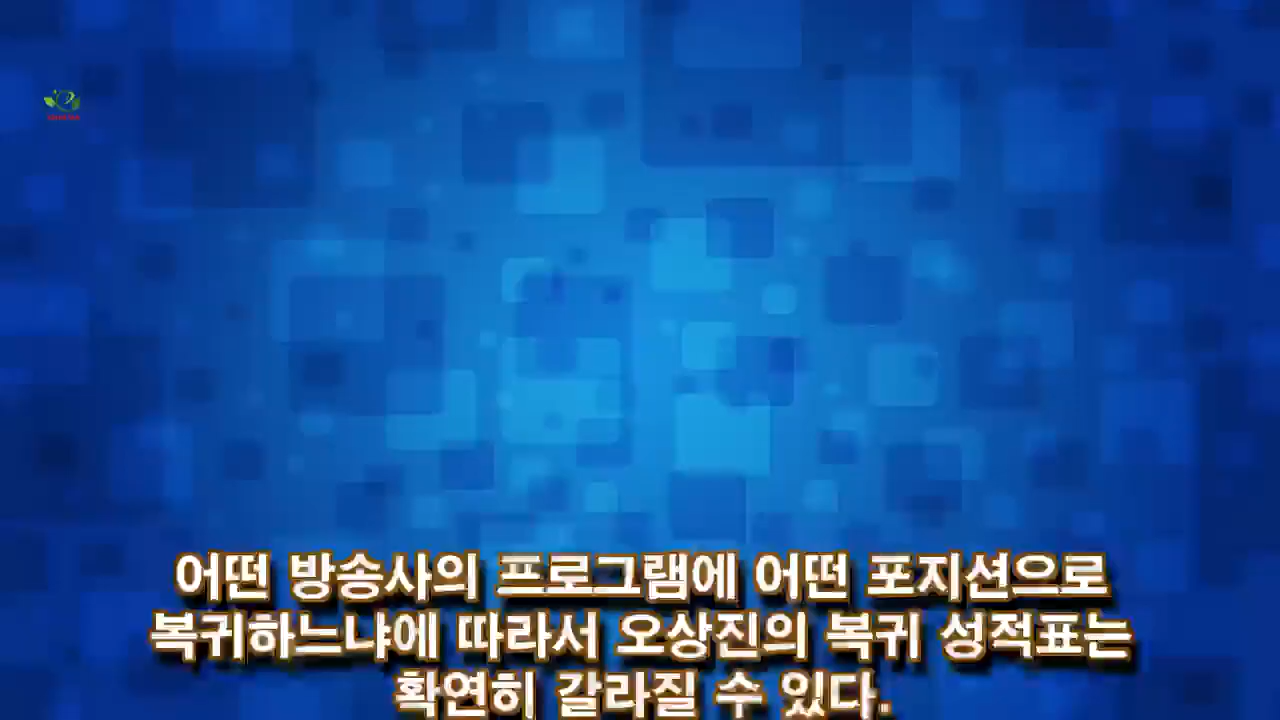 어떤 방송사의 프로그램에 어떤 포지션으로
복귀하느냐에 따라서 오상진의 복귀 성적표는
확연히 갈라질 수 있다.